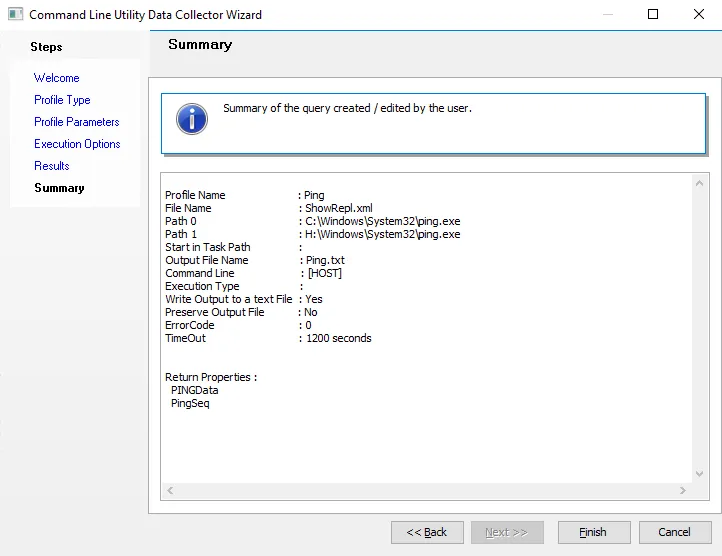 Command Line Utility Data Collector Wizard
Steps
Summary
Welcome
Profile Type
Profile Parameters
Execution Options
Results
Summary
Summary of the query created / edited by the user.
Profile Name : Ping
File Name : ShowRepl.xml
Path 0 : C:\Windows\System32\ping.exe
Path 1 : H:\Windows\System32\ping.exe
Start in Task Path :
Output File Name : Ping.txt
Command Line : [HOST]
Execution Type :
Write Output to a text File : Yes
Preserve Output File : No
ErrorCode : 0
TimeOut : 1200 seconds
Return Properties :
PINGData
PingSeq
<< Back Next >> Finish Cancel